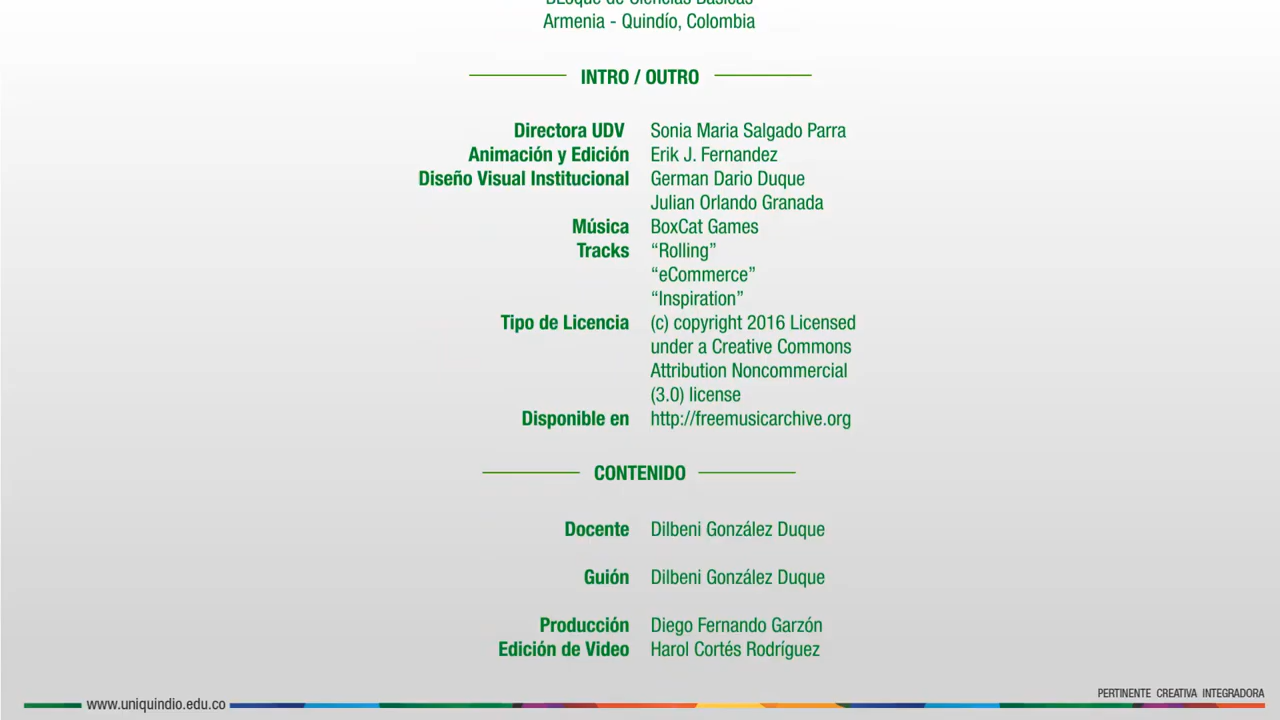 BLoque de Ciencias Básicas
Armenia - Quindío, Colombia
INTRO / OUTRO
Directora UDV Sonia Maria Salgado Parra
Animación y Edición Erik J. Fernandez
Diseño Visual Institucional German Dario Duque
Julian Orlando Granada
Música BoxCat Games
Tracks “Rolling”
“eCommerce”
“Inspiration”
Tipo de Licencia (c) copyright 2016 Licensed
under a Creative Commons
Attribution Noncommercial
(3.0) license
Disponible en http://freemusicarchive.org
CONTENIDO
Docente Dilbeni González Duque
Guión Dilbeni González Duque
Producción Diego Fernando Garzón
Edición de Video Harol Cortés Rodríguez
PERTINENTE CREATIVA INTEGRADORA
www.uniquindio.edu.co